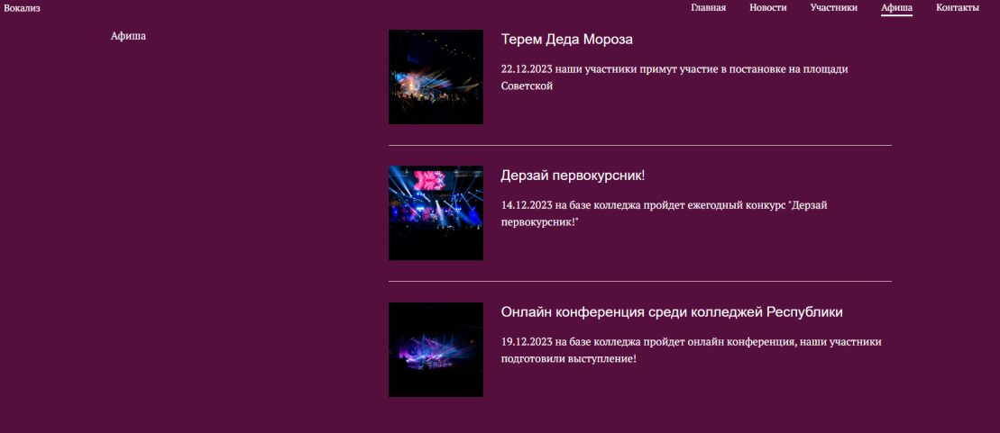 Вокализ
Главная Новости Участники Афиша Контакты
Афиша
Терем Деда Мороза
22.12.2023 наши участники примут участие в постановке на площади
Советской
Дерзай первокурсник!
14.12.2023 на базе колледжа пройдет ежегодный конкурс "Дерзай
первокурсник!"
Онлайн конференция среди колледжей Республики
19.12.2023 на базе колледжа пройдет онлайн конференция, наши участники
подготовили выступление!